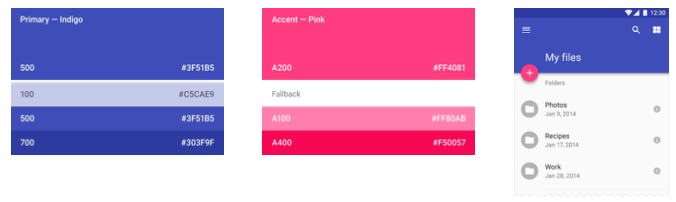 Primary — Indigo
500 #3F51B5
100 #C5CAE9
500 #3F51B5
700 #303F9F
Accent — Pink
A200 #FF4081
Fallback
A100 #FF80AB
A400 #F50057
12:30
My files
Folders
Photos
Jan 9, 2014
Recipes
Jan 17, 2014
Work
Jan 28, 2014